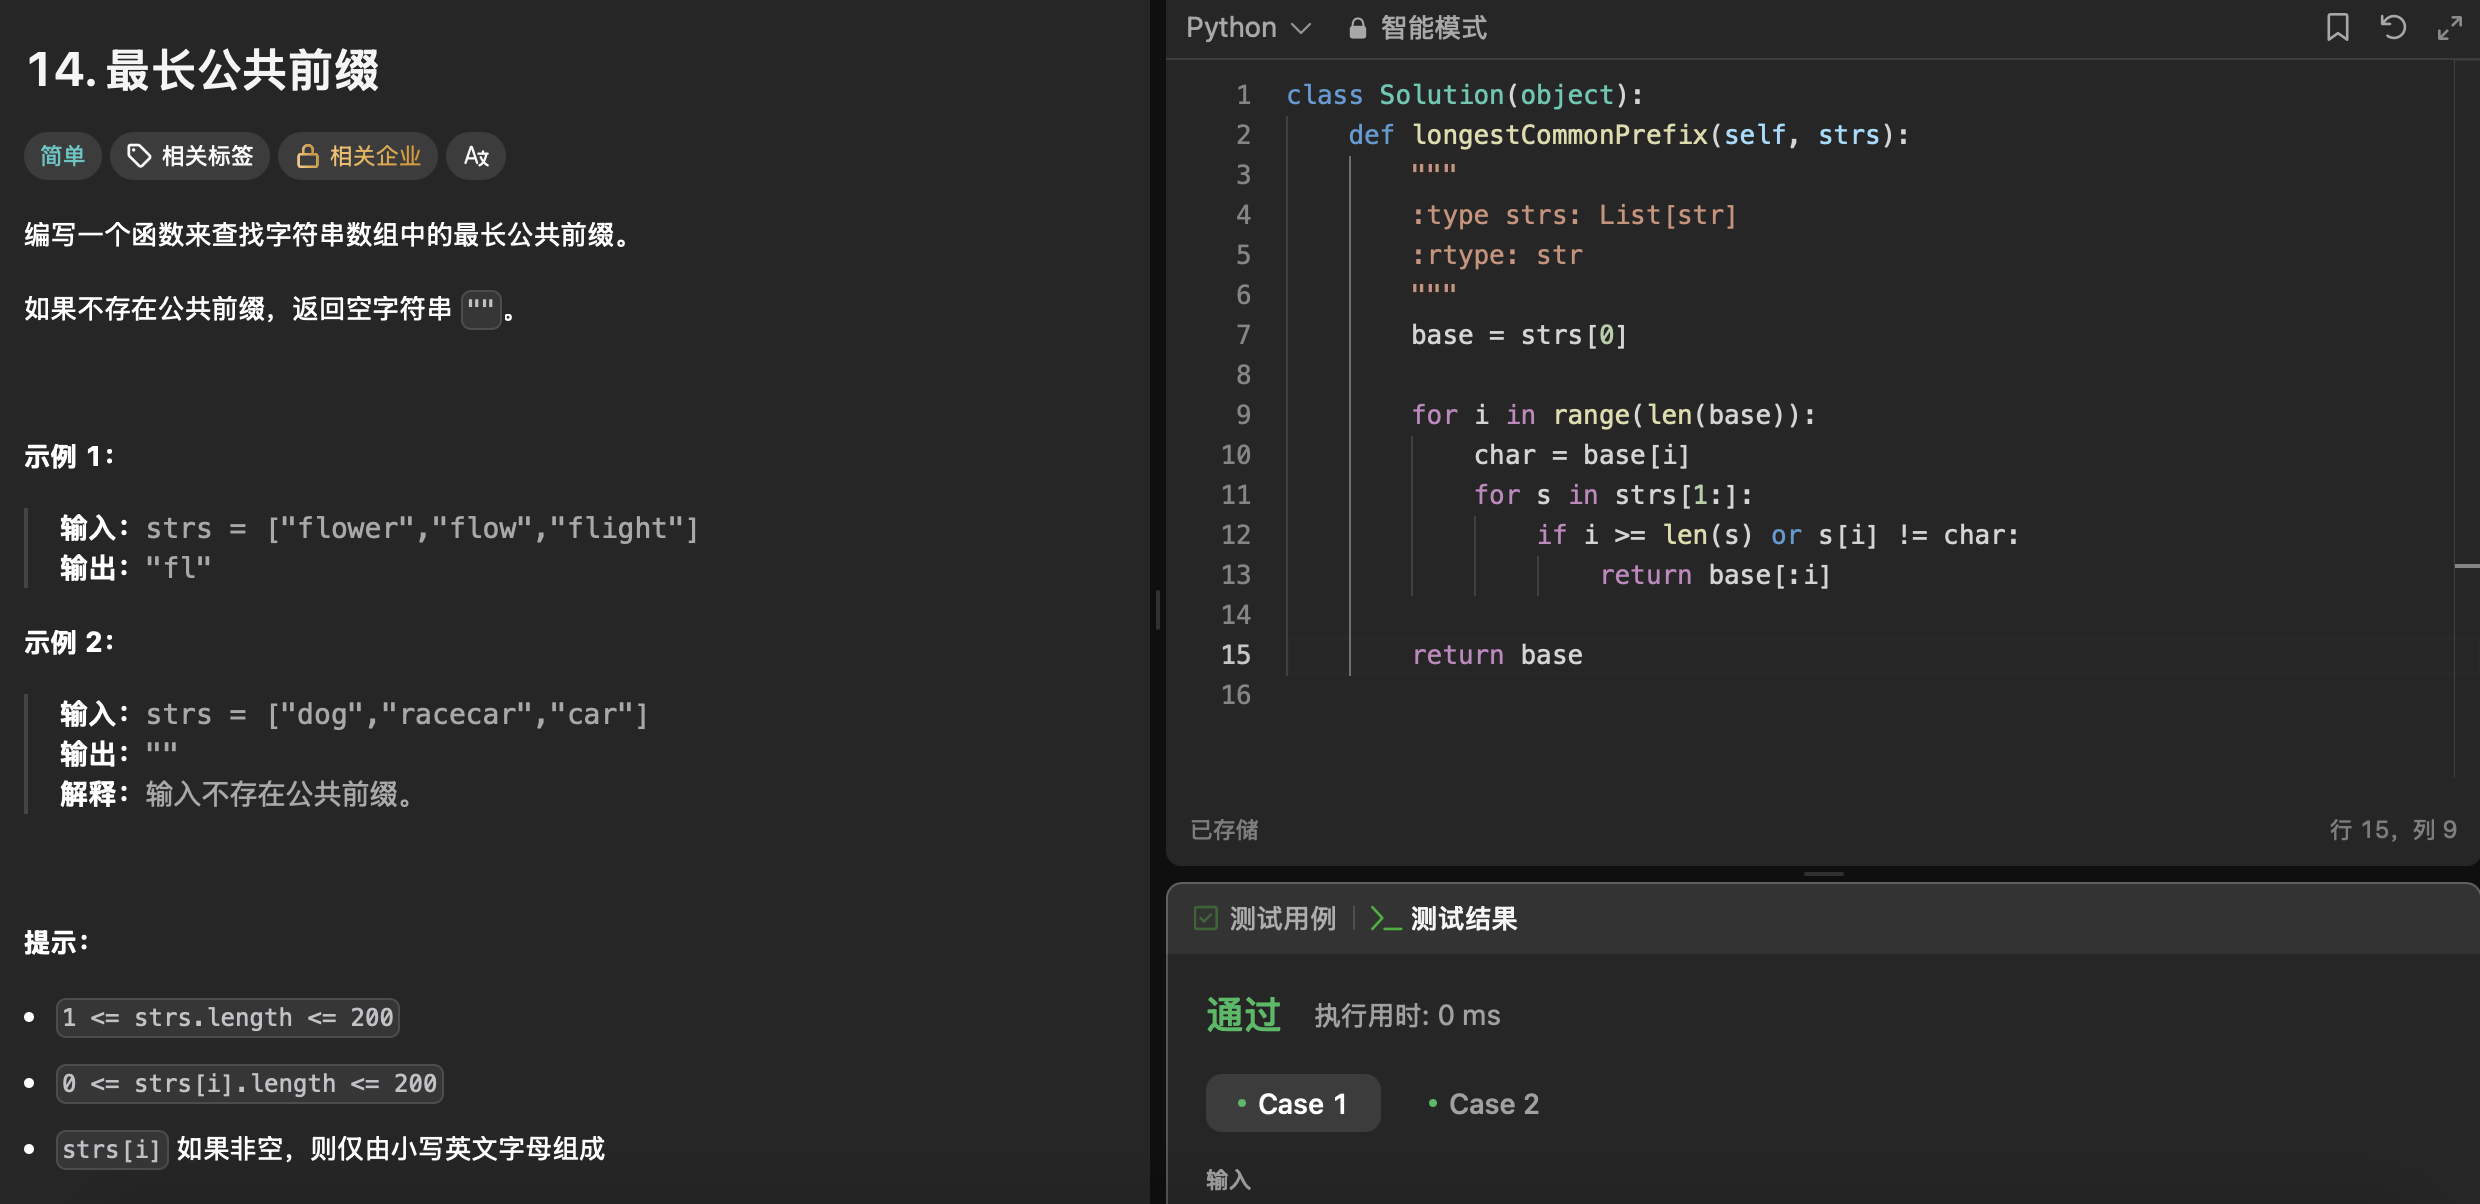 14. 最长公共前缀
简单 相关标签 相关企业 A文
编写一个函数来查找字符串数组中的最长公共前缀。
如果不存在公共前缀，返回空字符串 ""。
示例 1：
输入：strs = ["flower","flow","flight"]
输出："fl"
示例 2：
输入：strs = ["dog","racecar","car"]
输出：""
解释：输入不存在公共前缀。
提示：
1 <= strs.length <= 200
0 <= strs[i].length <= 200
strs[i] 如果非空，则仅由小写英文字母组成
Python 智能模式
1 class Solution(object):
2     def longestCommonPrefix(self, strs):
3         """
4         :type strs: List[str]
5         :rtype: str
6         """
7         base = strs[0]
8
9         for i in range(len(base)):
10             char = base[i]
11             for s in strs[1:]:
12                 if i >= len(s) or s[i] != char:
13                     return base[:i]
14
15         return base
16
已存储 行 15，列 9
测试用例 测试结果
通过 执行用时: 0 ms
Case 1 Case 2
输入